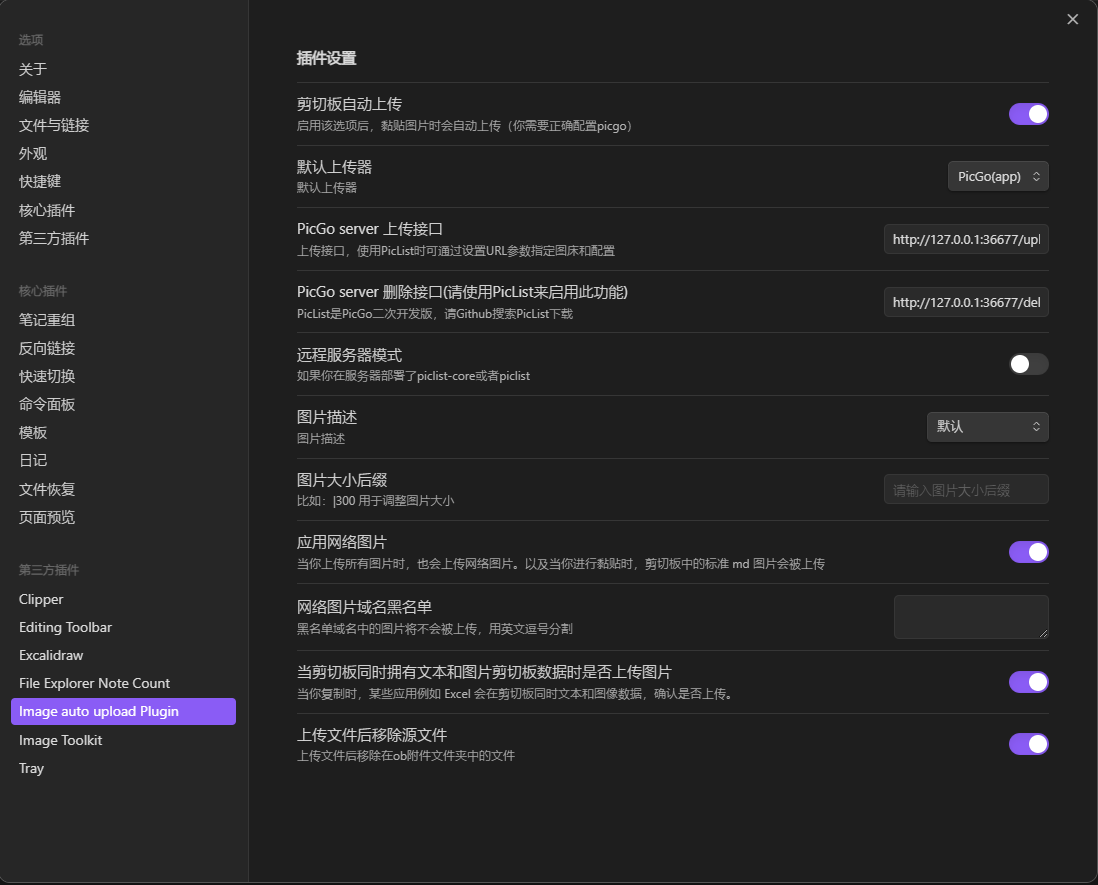 选项
关于
编辑器
文件与链接
外观
快捷键
核心插件
第三方插件
核心插件
笔记重组
反向链接
快速切换
命令面板
模板
日记
文件恢复
页面预览
第三方插件
Clipper
Editing Toolbar
Excalidraw
File Explorer Note Count
Image auto upload Plugin
Image Toolkit
Tray
插件设置
剪切板自动上传
启用该选项后，黏贴图片时会自动上传（你需要正确配置picgo）
默认上传器
默认上传器
PicGo(app)
PicGo server 上传接口
上传接口，使用PicList时可通过设置URL参数指定图床和配置
http://127.0.0.1:36677/upl
PicGo server 删除接口(请使用PicList来启用此功能)
PicList是PicGo二次开发版，请Github搜索PicList下载
http://127.0.0.1:36677/del
远程服务器模式
如果你在服务器部署了piclist-core或者piclist
图片描述
图片描述
默认
图片大小后缀
比如：|300 用于调整图片大小
请输入图片大小后缀
应用网络图片
当你上传所有图片时，也会上传网络图片。以及当你进行黏贴时，剪切板中的标准 md 图片会被上传
网络图片域名黑名单
黑名单域名中的图片将不会被上传，用英文逗号分割
当剪切板同时拥有文本和图片剪切板数据时是否上传图片
当你复制时，某些应用例如 Excel 会在剪切板同时文本和图像数据，确认是否上传。
上传文件后移除源文件
上传文件后移除在ob附件文件夹中的文件